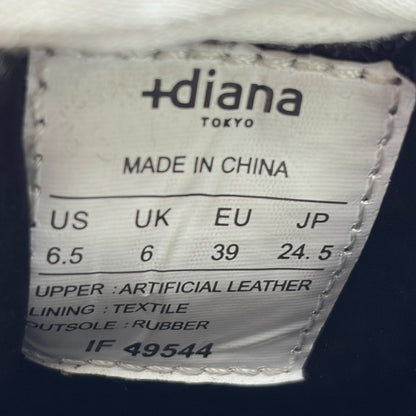 +diana
TOKYO
MADE IN CHINA
US UK EU JP
6.5 6 39 24.5
UPPER : ARTIFICIAL LEATHER
LINING : TEXTILE
OUTSOLE : RUBBER
IF 49544